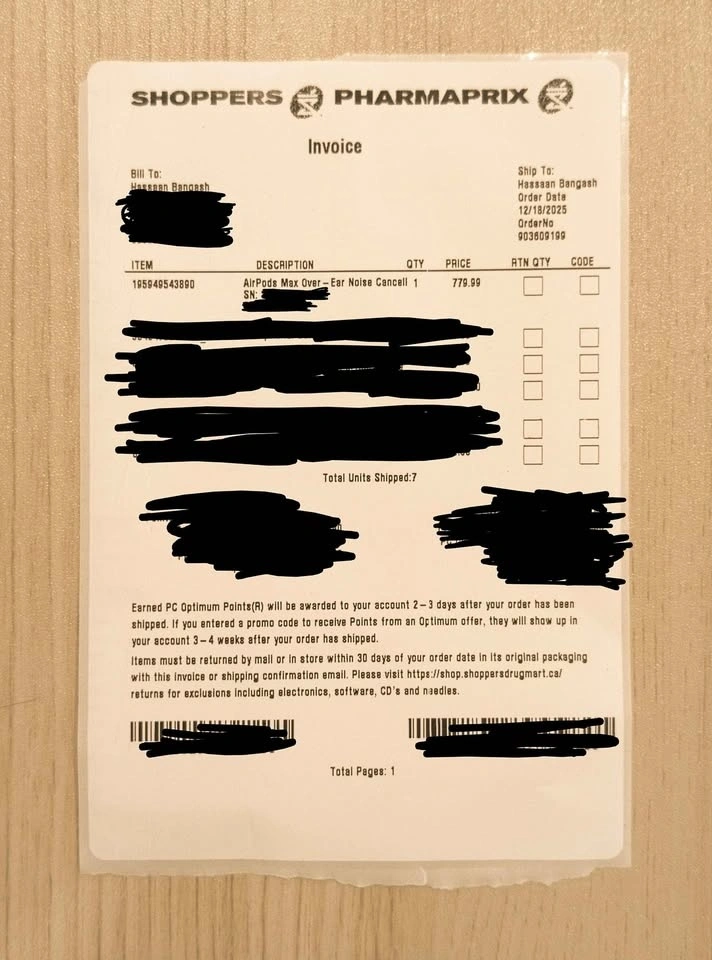 SHOPPERS PHARMAPRIX
Invoice
Bill To:
Hassaan Bangash
Ship To:
Hassaan Bangash
Order Date
12/18/2025
OrderNo
903609199
ITEM DESCRIPTION QTY PRICE RTN QTY CODE
195949543890 AirPods Max Over-Ear Noise Cancell 1 779.99
SN:
Total Units Shipped:7
Earned PC Optimum Points(R) will be awarded to your account 2-3 days after your order has been
shipped. If you entered a promo code to receive Points from an Optimum offer, they will show up in
your account 3-4 weeks after your order has shipped.
Items must be returned by mail or in store within 30 days of your order date in its original packaging
with this invoice or shipping confirmation email. Please visit https://shop.shoppersdrugmart.ca/
returns for exclusions including electronics, software, CD's and needles.
Total Pages: 1